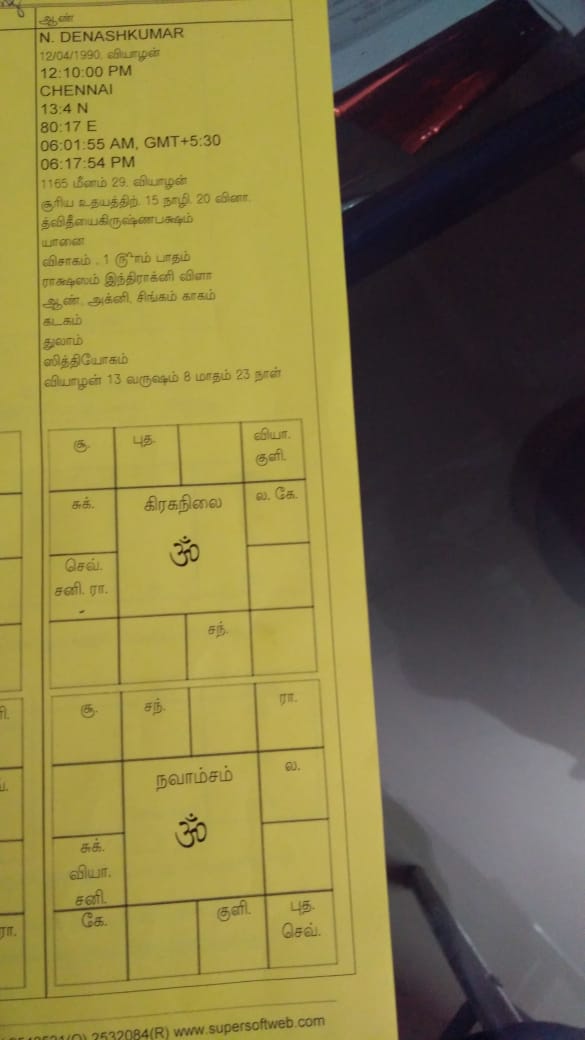 ஆண்
N. DENASHKUMAR
12/04/1990, வியாழன்
12:10:00 PM
CHENNAI
13:4 N
80:17 E
06:01:55 AM, GMT+5:30
06:17:54 PM
1165 மீனம் 29, வியாழன்
சூரிய உதயத்திற். 15 நாழி. 20 வினா.
த்விதீயைகிருஷ்ணபக்ஷம்
யானை
விசாகம் . 1 ம் பாதம்
ராக்ஷஸம் இந்திராக்னி விளா
ஆண், அக்னி, சிங்கம் காகம்
கடகம்
துலாம்
ஸித்தியோகம்
வியாழன் 13 வருஷம் 8 மாதம் 23 நாள்
சூ. புத. வியா.
குளி.
சுக். கிரகநிலை ல. கே.
ॐ
செவ்.
சனி. ரா.
சந்.
சூ. சந். ரா.
நவாம்சம் ல.
ॐ
சுக்.
வியா.
சனி.
கே. குளி. புத.
செவ்.
ரா.
2532084(R) www.supersoftweb.com